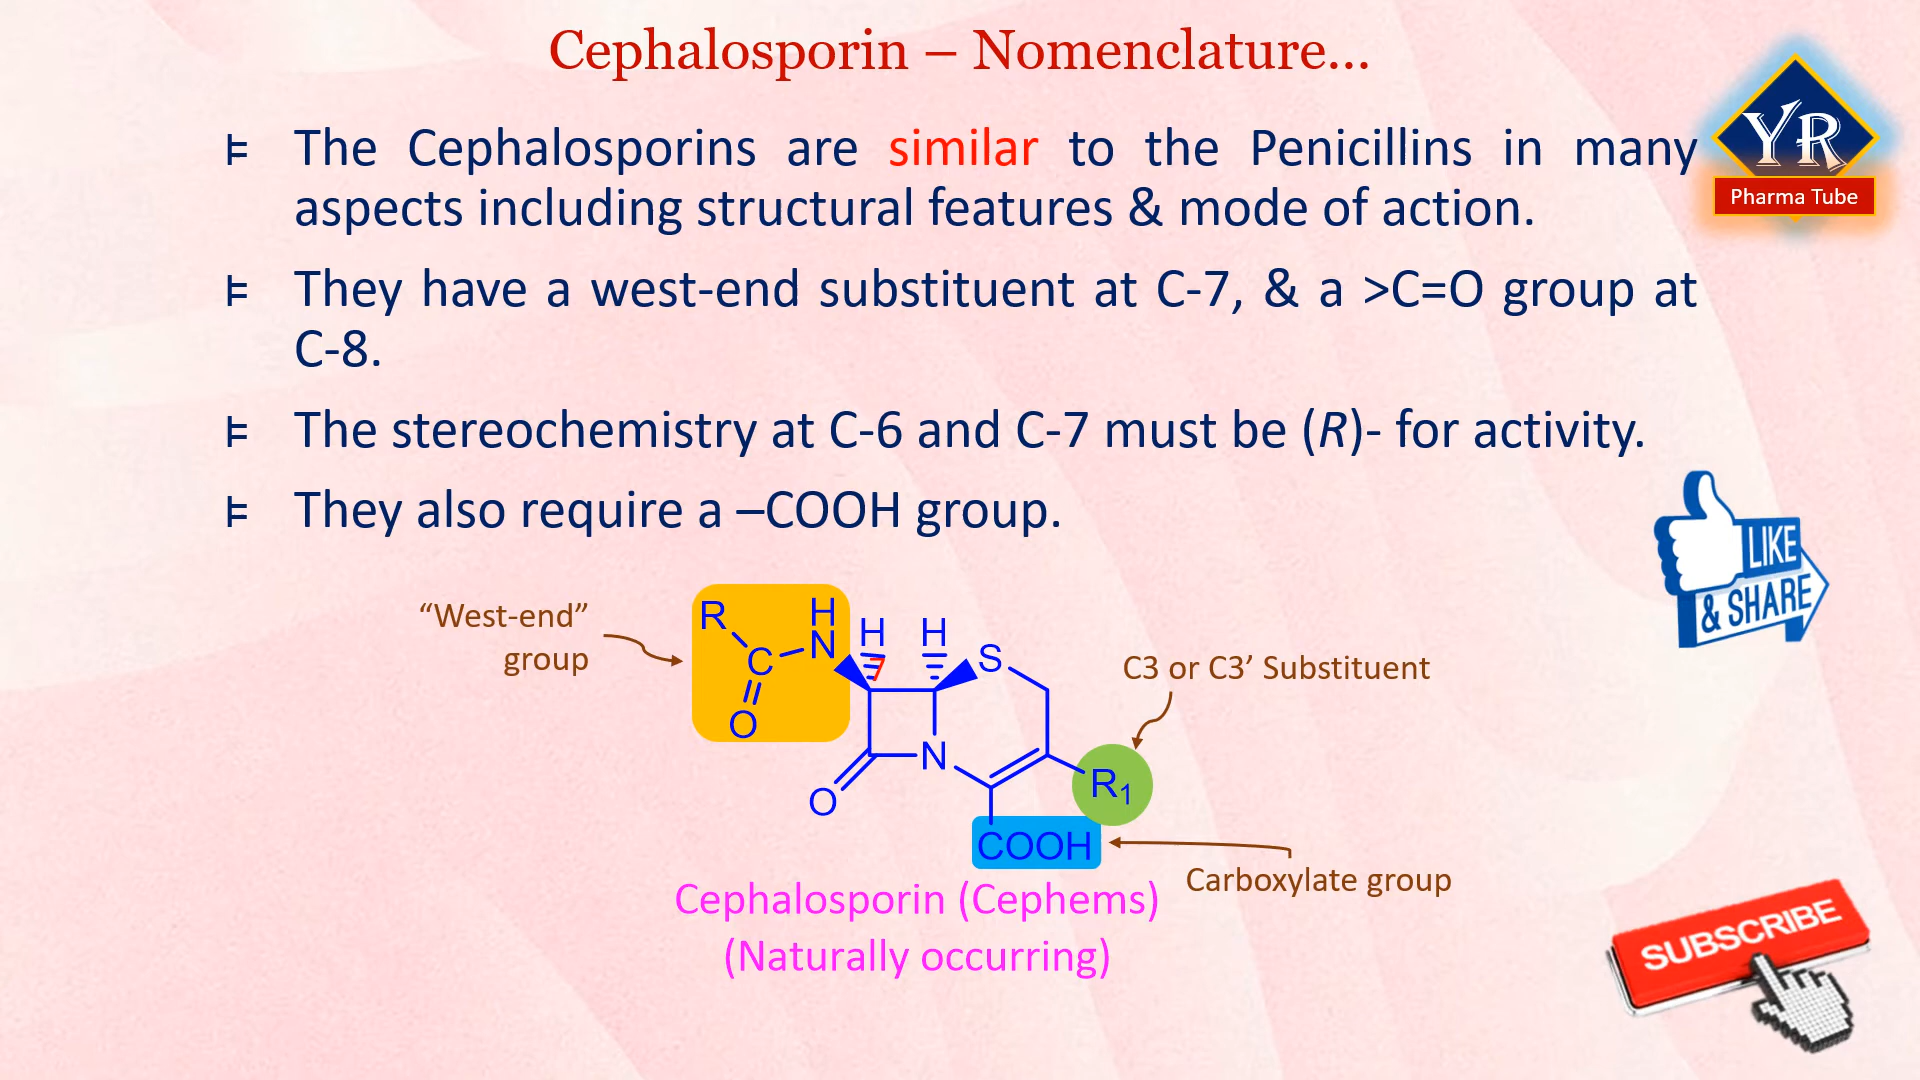 Cephalosporin – Nomenclature...
YR
Pharma Tube
⊧ The Cephalosporins are similar to the Penicillins in many
aspects including structural features & mode of action.
⊧ They have a west-end substituent at C-7, & a >C=O group at
C-8.
⊧ The stereochemistry at C-6 and C-7 must be (R)- for activity.
⊧ They also require a –COOH group.
LIKE
& SHARE
“West-end”
group
R
H
N
C
O
H
H
7
S
N
O
C3 or C3’ Substituent
R1
COOH
Carboxylate group
Cephalosporin (Cephems)
(Naturally occurring)
SUBSCRIBE